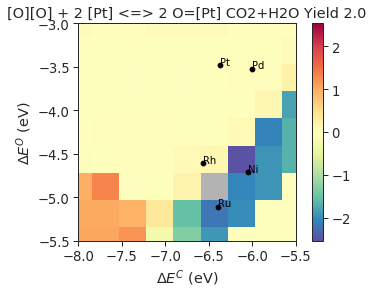 [O][O] + 2 [Pt] <=> 2 O=[Pt] CO2+H2O Yield 2.0
−3.0
−3.5
−4.0
−4.5
−5.0
−5.5
ΔE^O (eV)
Pt
Pd
Rh
Ni
Ru
−8.0 −7.5 −7.0 −6.5 −6.0 −5.5
ΔE^C (eV)
2
1
0
−1
−2